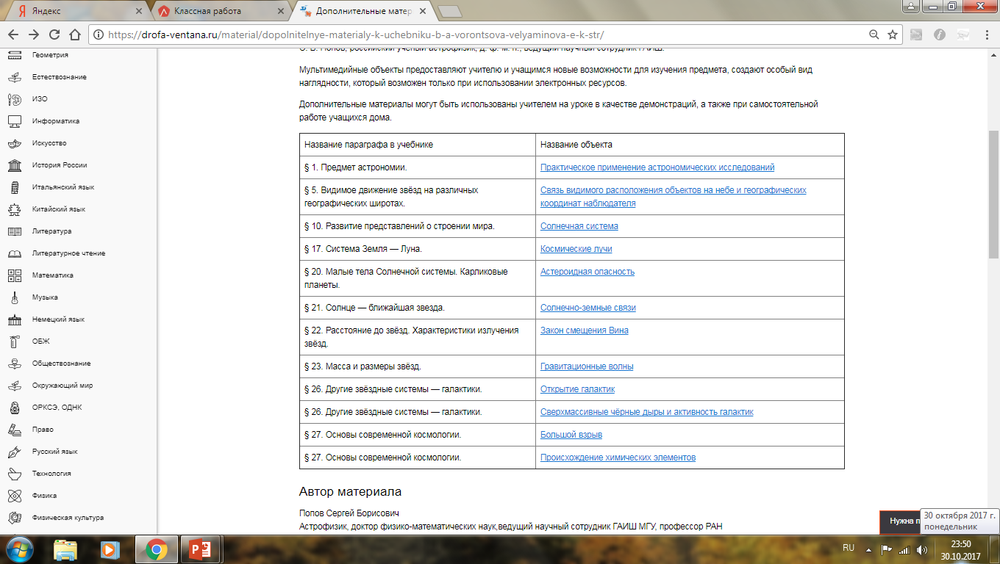 Яндекс
Классная работа
Дополнительные матер
https://drofa-ventana.ru/material/dopolnitelnye-materialy-k-uchebniku-b-a-vorontsova-velyaminova-e-k-str/
Геометрия
Естествознание
ИЗО
Информатика
Искусство
История России
Итальянский язык
Китайский язык
Литература
Литературное чтение
Математика
Музыка
Немецкий язык
ОБЖ
Обществознание
Окружающий мир
ОРКСЭ, ОДНК
Право
Русский язык
Технология
Физика
Физическая культура
С. Б. Попов, российский учёный астрофизик, д. ф.-м. н., ведущий научный сотрудник ГАИШ.
Мультимедийные объекты предоставляют учителю и учащимся новые возможности для изучения предмета, создают особый вид
наглядности, который возможен только при использовании электронных ресурсов.
Дополнительные материалы могут быть использованы учителем на уроке в качестве демонстраций, а также при самостоятельной
работе учащихся дома.
Название параграфа в учебнике
Название объекта
§ 1. Предмет астрономии.
Практическое применение астрономических исследований
§ 5. Видимое движение звёзд на различных
географических широтах.
Связь видимого расположения объектов на небе и географических
координат наблюдателя
§ 10. Развитие представлений о строении мира.
Солнечная система
§ 17. Система Земля — Луна.
Космические лучи
§ 20. Малые тела Солнечной системы. Карликовые
планеты.
Астероидная опасность
§ 21. Солнце — ближайшая звезда.
Солнечно-земные связи
§ 22. Расстояние до звёзд. Характеристики излучения
звёзд.
Закон смещения Вина
§ 23. Масса и размеры звёзд.
Гравитационные волны
§ 26. Другие звёздные системы — галактики.
Открытие галактик
§ 26. Другие звёздные системы — галактики.
Сверхмассивные чёрные дыры и активность галактик
§ 27. Основы современной космологии.
Большой взрыв
§ 27. Основы современной космологии.
Происхождение химических элементов
Автор материала
Попов Сергей Борисович
Астрофизик, доктор физико-математических наук,ведущий научный сотрудник ГАИШ МГУ, профессор РАН
Нужна п
30 октября 2017 г.
понедельник
RU
23:50
30.10.2017